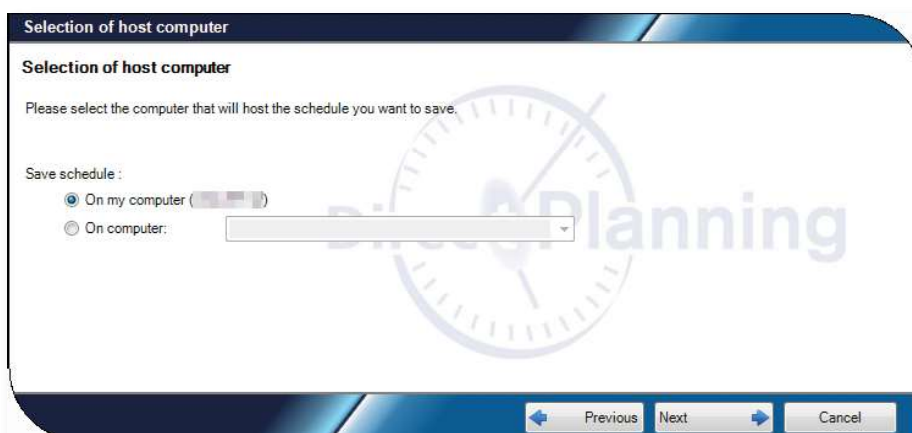 Selection of host computer
Selection of host computer
Please select the computer that will host the schedule you want to save.
Save schedule :
On my computer ( )
On computer:
Direct Planning
Previous Next Cancel